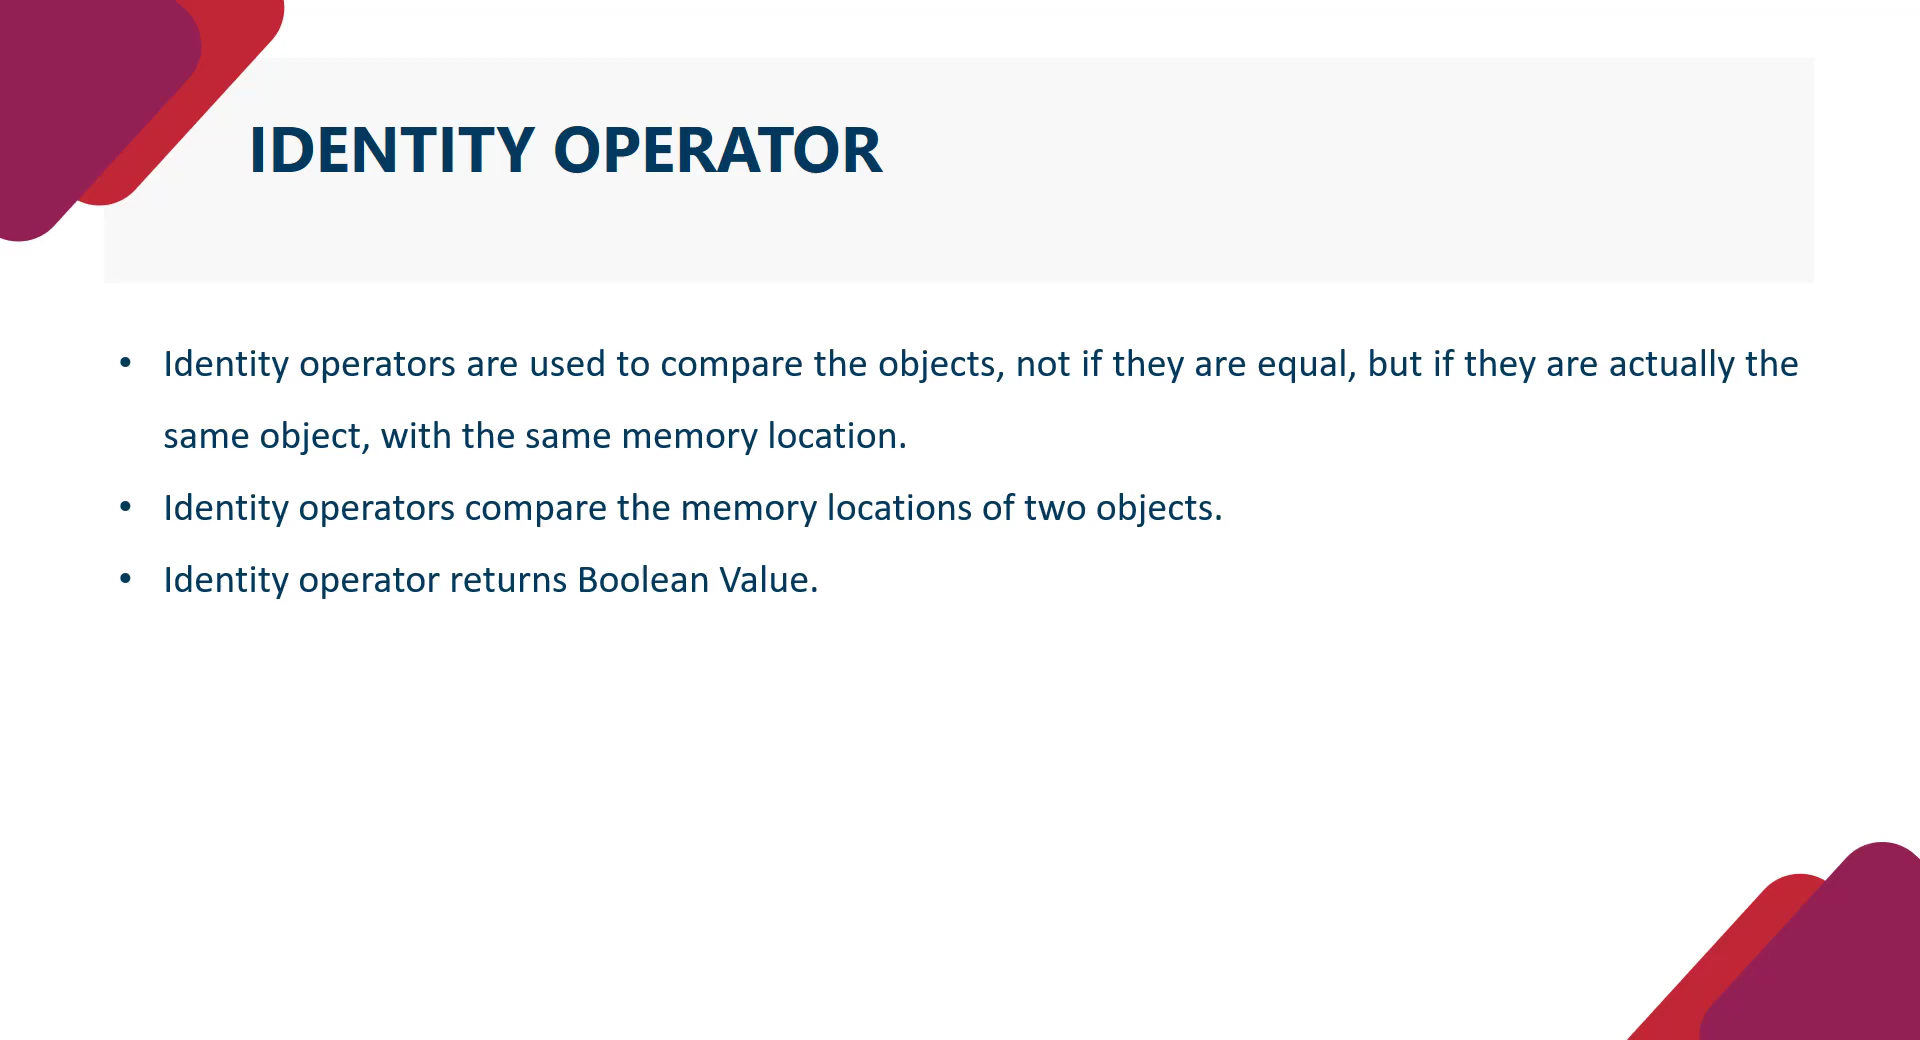 IDENTITY OPERATOR
• Identity operators are used to compare the objects, not if they are equal, but if they are actually the
same object, with the same memory location.
• Identity operators compare the memory locations of two objects.
• Identity operator returns Boolean Value.